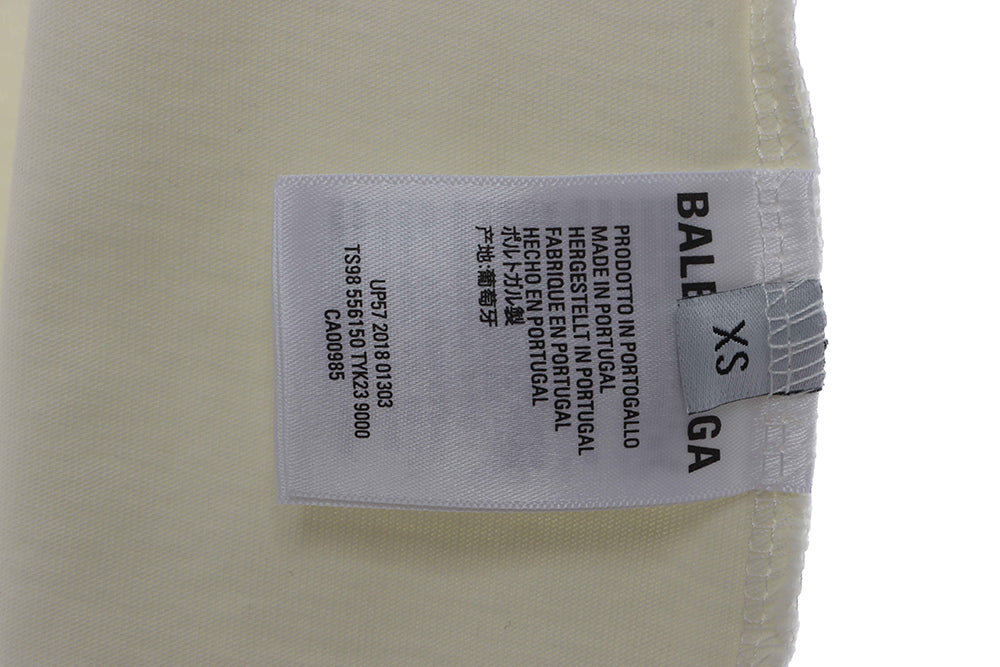 BALE GA
XS
PRODOTTO IN PORTOGALLO
MADE IN PORTUGAL
HERGESTELLT IN PORTUGAL
FABRIQUE EN PORTUGAL
HECHO EN PORTUGAL
ポルトガル製
产地:葡萄牙
UP57 2018 01303
TS98 556150 TYK23 9000
CA00985